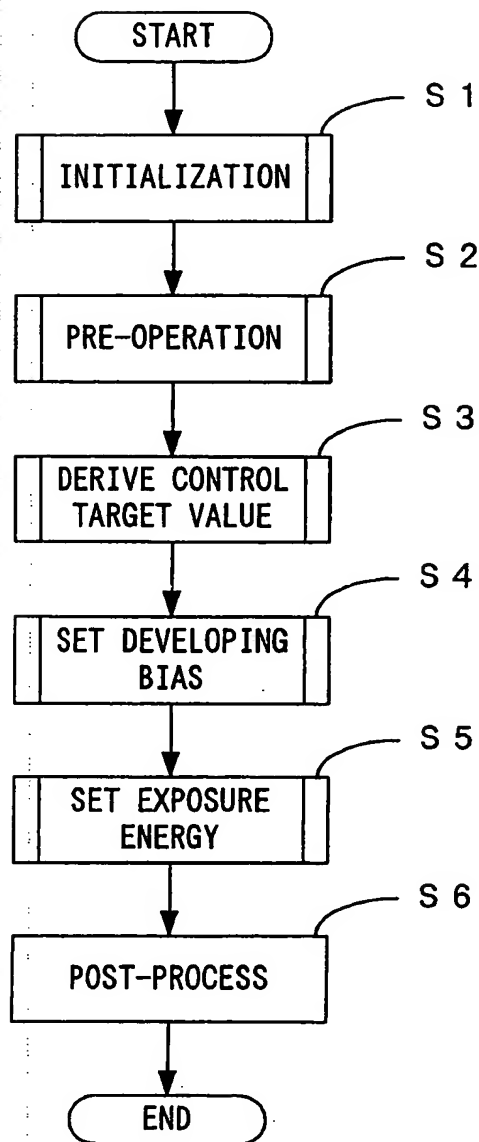 START
S 1
INITIALIZATION
S 2
PRE-OPERATION
S 3
DERIVE CONTROL
TARGET VALUE
S 4
SET DEVELOPING
BIAS
S 5
SET EXPOSURE
ENERGY
S 6
POST-PROCESS
END